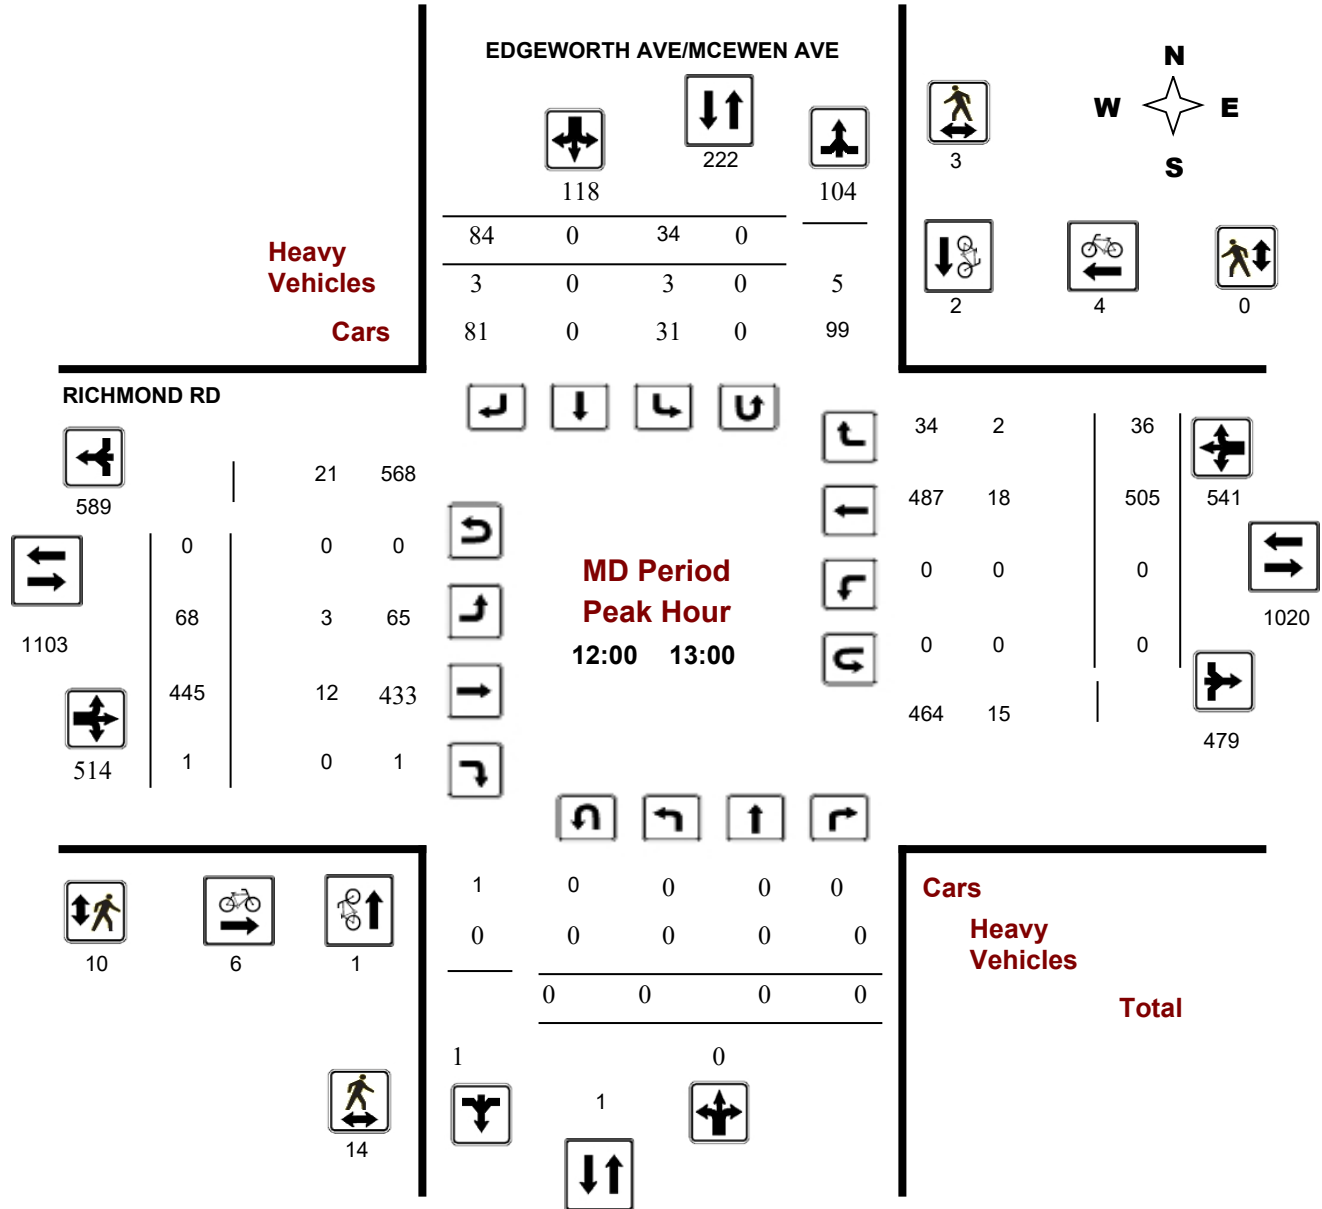 EDGEWORTH AVE/MCEWEN AVE
N
W E
S
222
3
118
104
84 0 34 0
Heavy
Vehicles
3 0 3 0 5
2 4 0
Cars
81 0 31 0 99
RICHMOND RD
34 2 36
21 568
589
487 18 505 541
0 0 0
MD Period
0 0 0
68 3 65
Peak Hour
1020
1103
12:00 13:00
0 0 0
445 12 433
464 15
479
514 1 0 1
1 0 0 0 0
Cars
0 0 0 0 0
Heavy
Vehicles
10 6 1
0 0 0 0
Total
1 0
1
14